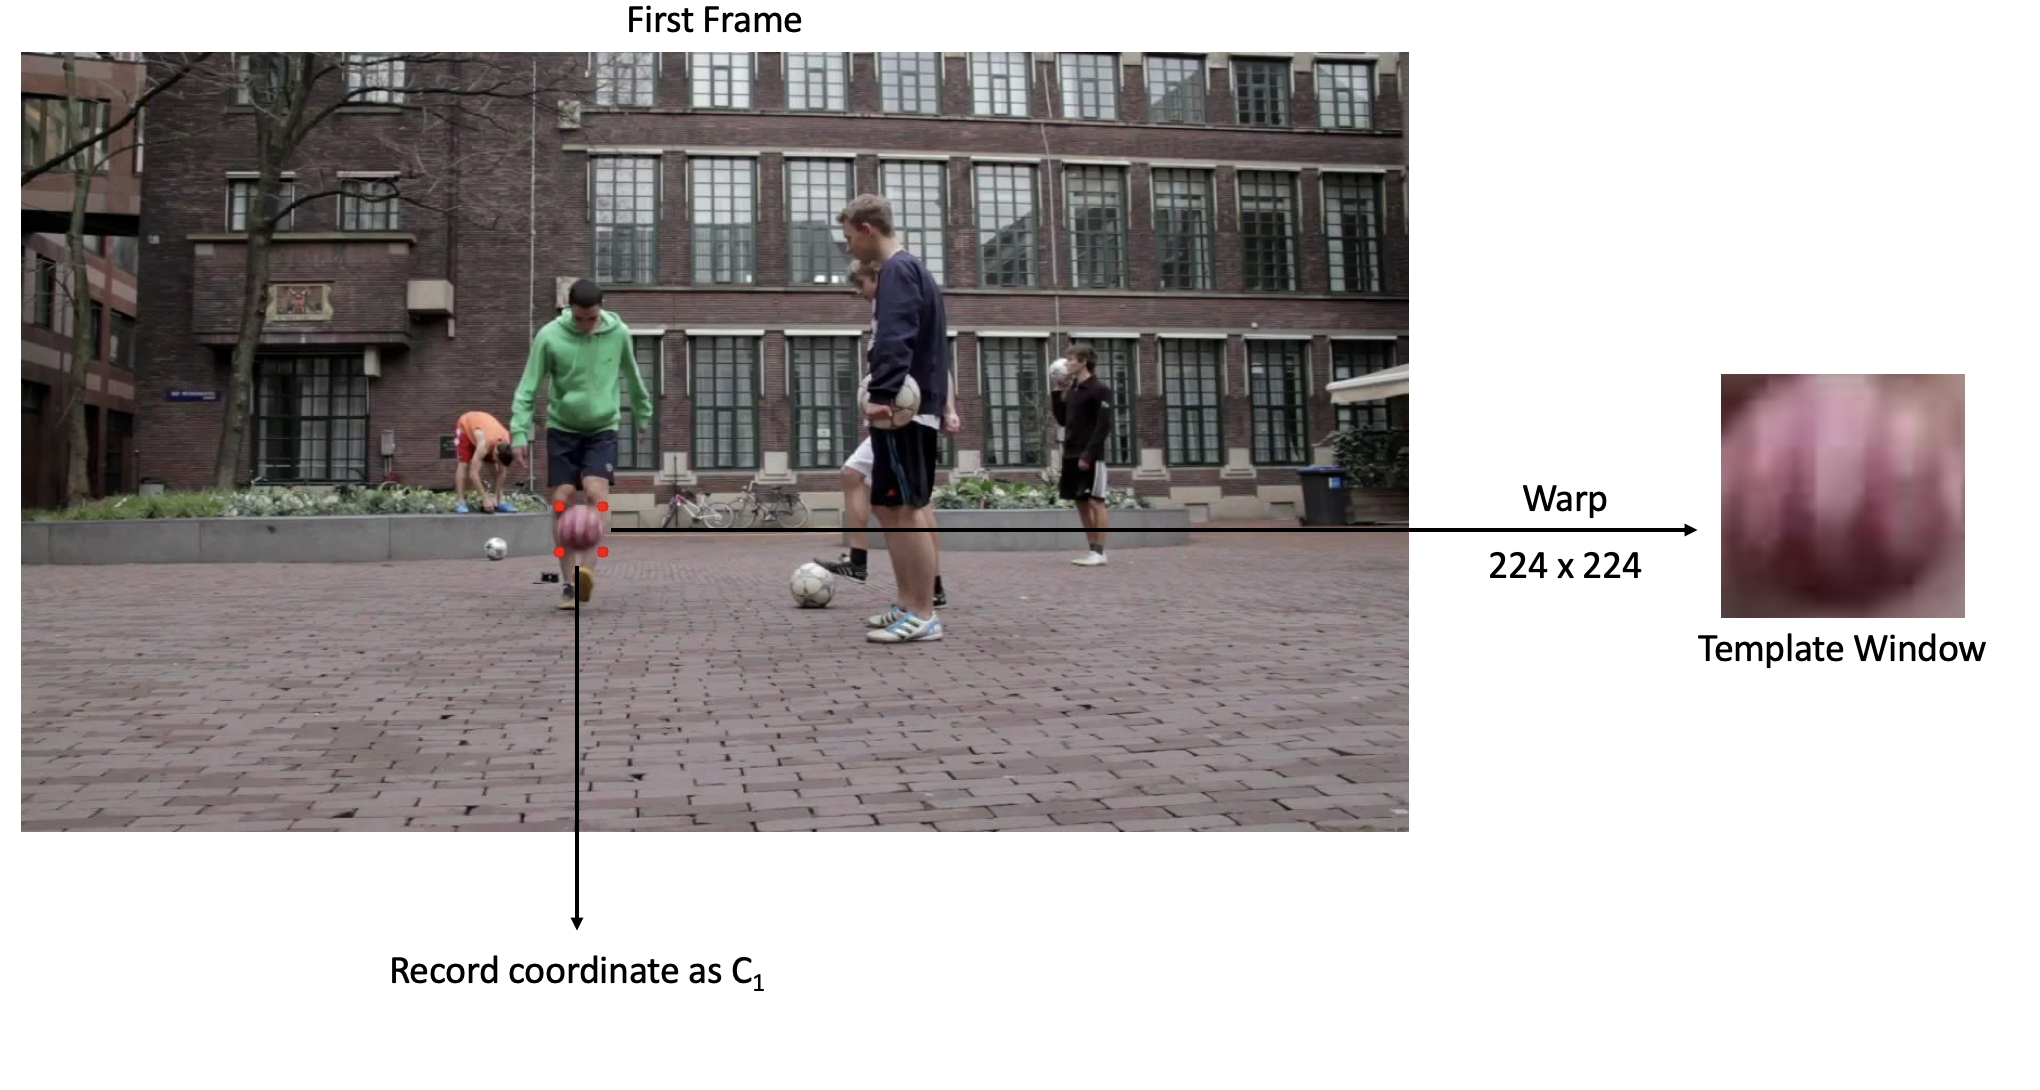 First Frame
Warp
224 x 224
Template Window
Record coordinate as C₁